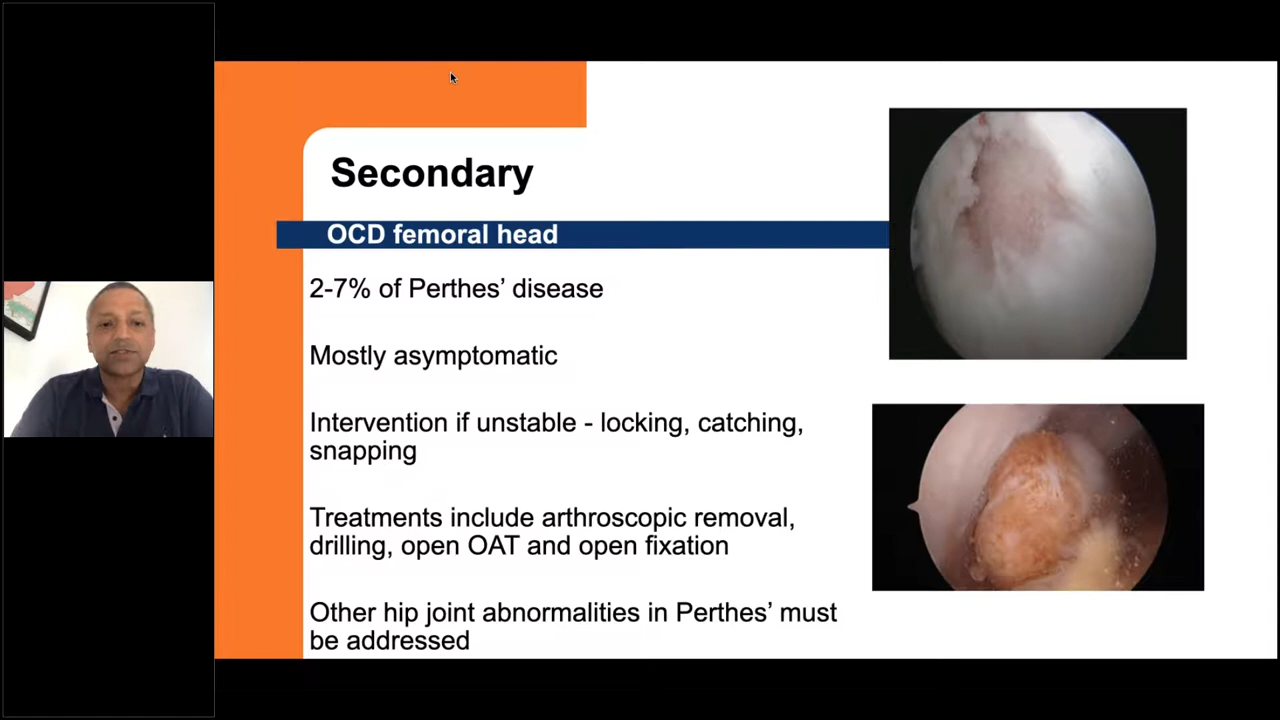 Secondary
OCD femoral head
2-7% of Perthes’ disease
Mostly asymptomatic
Intervention if unstable - locking, catching,
snapping
Treatments include arthroscopic removal,
drilling, open OAT and open fixation
Other hip joint abnormalities in Perthes’ must
be addressed